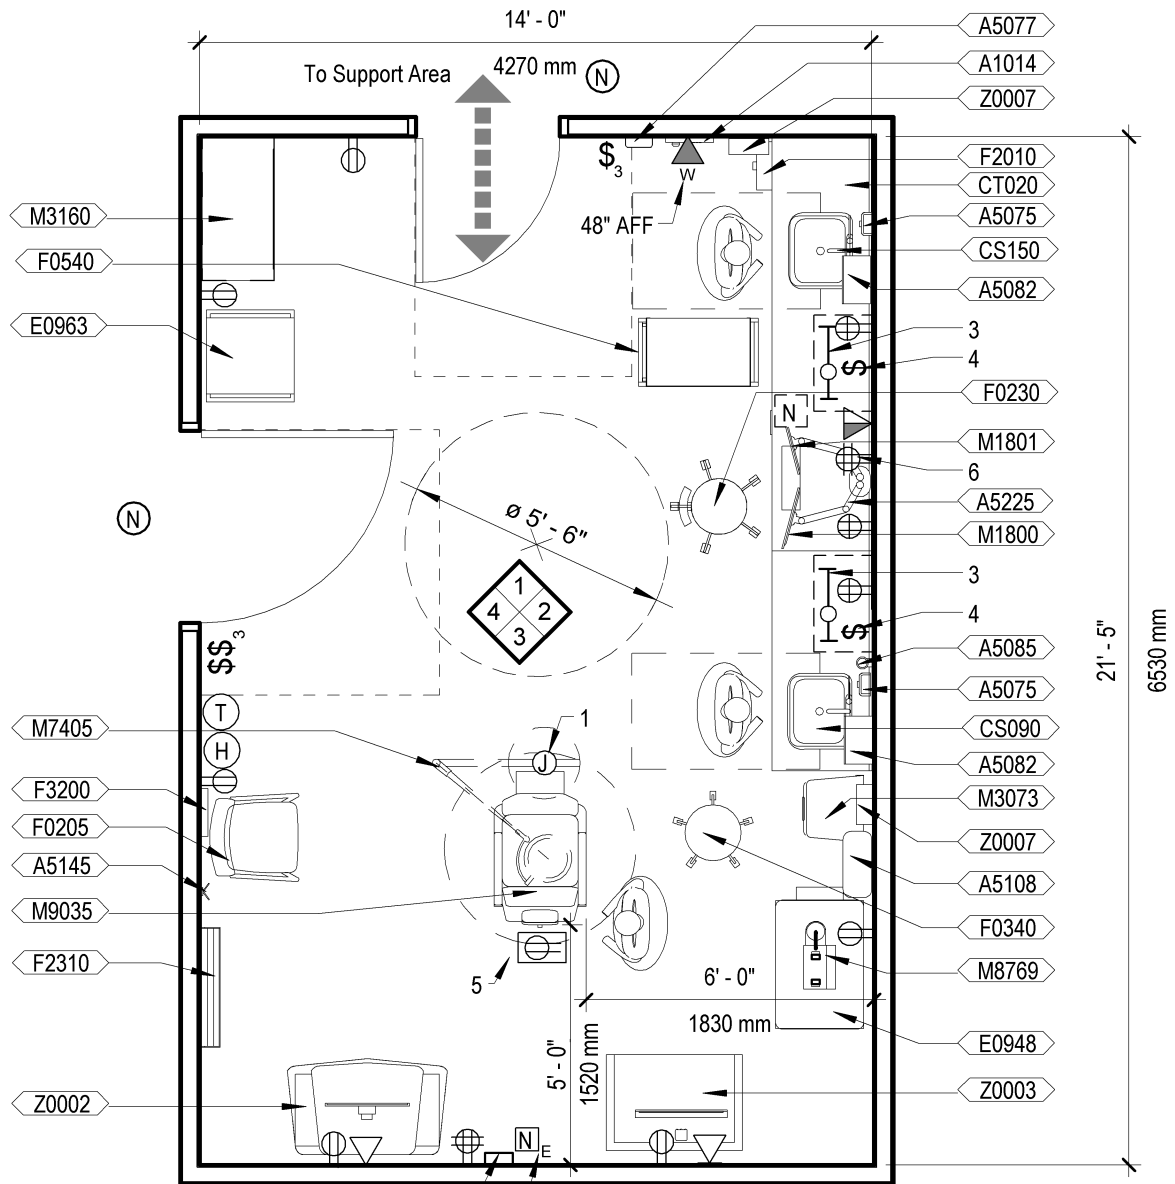 14' - 0"
4270 mm
To Support Area
N
A5077
A1014
Z0007
F2010
CT020
A5075
CS150
A5082
3
4
F0230
M1801
6
A5225
M1800
3
4
A5085
A5075
CS090
A5082
M3073
Z0007
A5108
F0340
M8769
E0948
Z0003
M3160
F0540
E0963
N
M7405
F3200
F0205
A5145
M9035
F2310
Z0002
$3
W
48" AFF
$
N
ø 5' - 6"
1
4 2
3
$$3
T
H
1
J
$
5
6' - 0"
1830 mm
5' - 0"
1520 mm
N E
21' - 5"
6530 mm